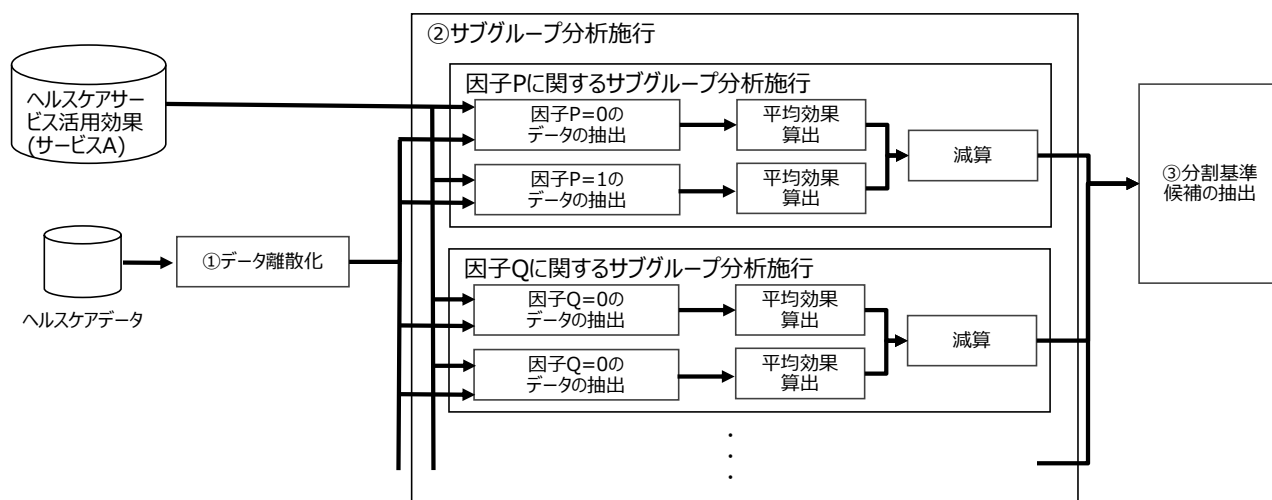 ②サブグループ分析施行
ヘルスケアサー
ビス活用効果
(サービスA)
因子Pに関するサブグループ分析施行
因子P=0の
データの抽出
平均効果
算出
減算
因子P=1の
データの抽出
平均効果
算出
③分割基準
候補の抽出
①データ離散化
ヘルスケアデータ
因子Qに関するサブグループ分析施行
因子Q=0の
データの抽出
平均効果
算出
減算
因子Q=0の
データの抽出
平均効果
算出